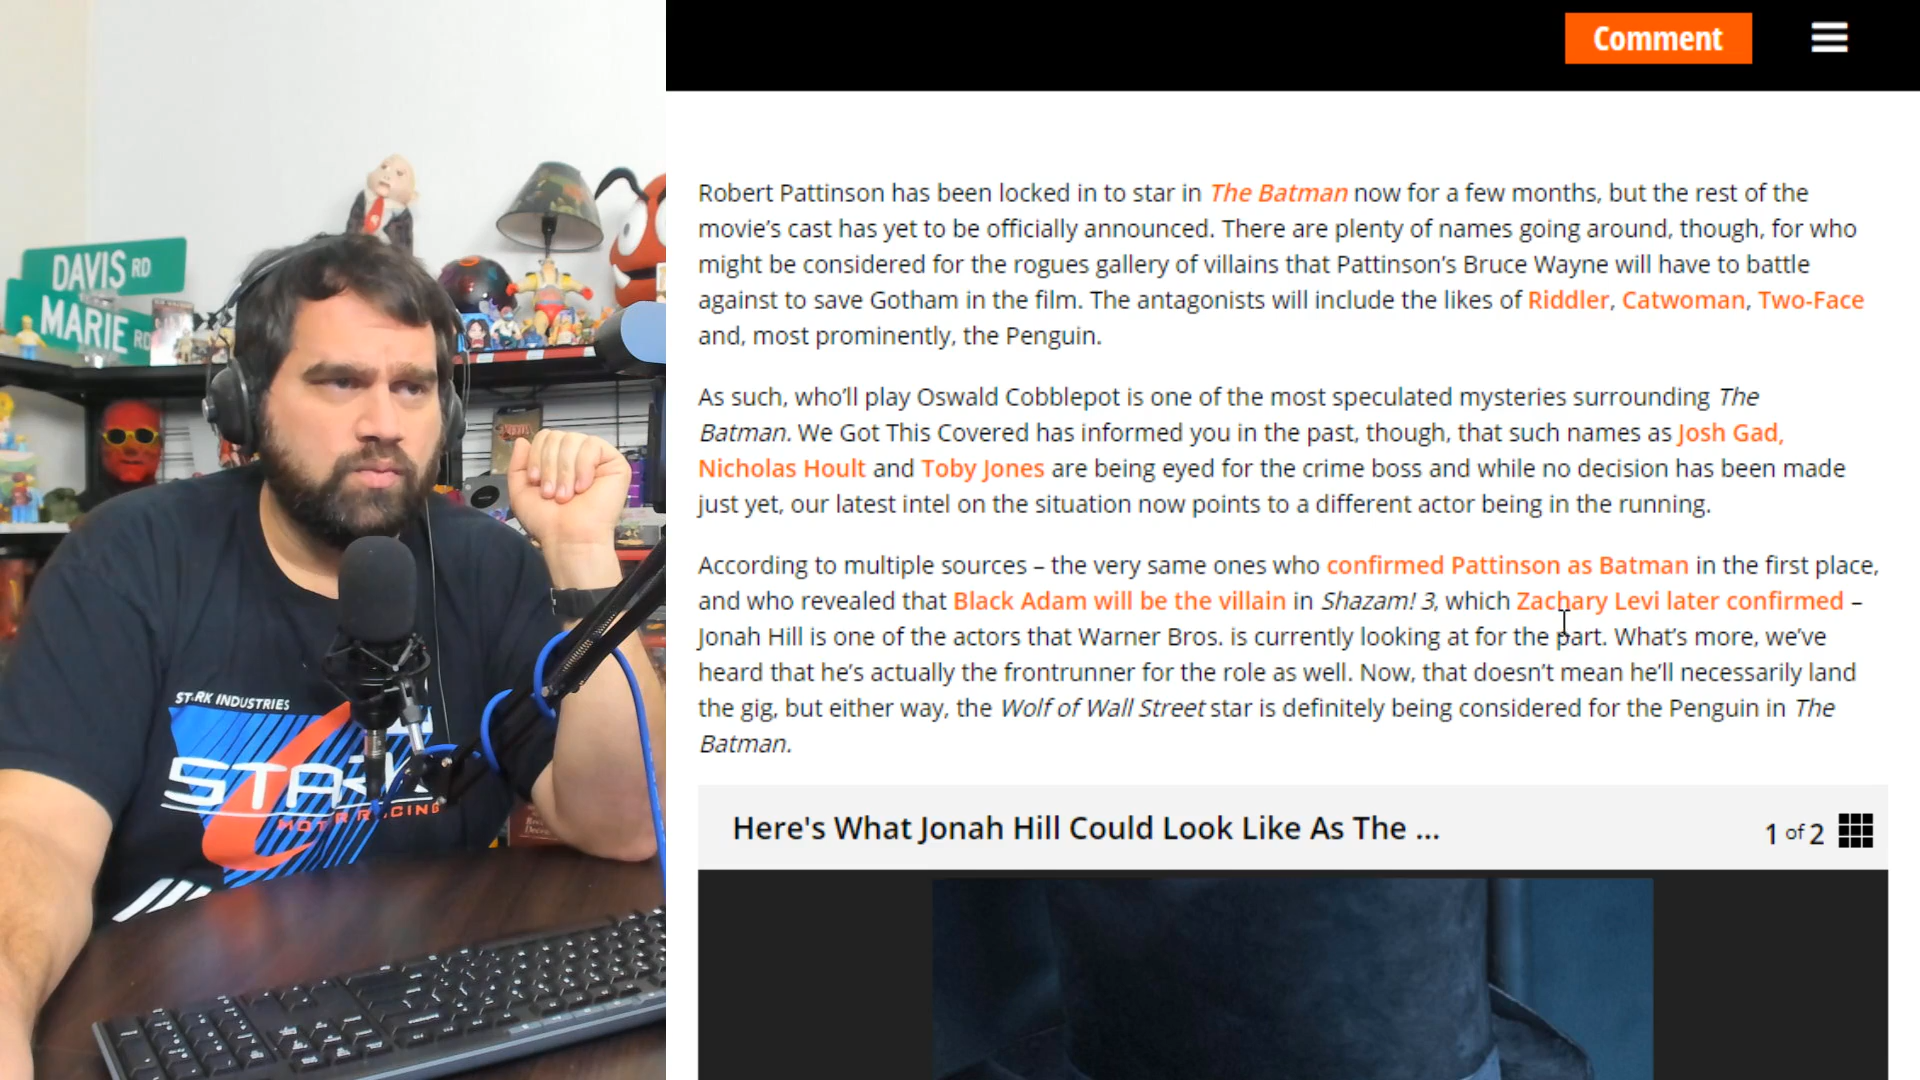 Comment
DAVIS RD
MARIE RD
STARK INDUSTRIES
STARK
Robert Pattinson has been locked in to star in The Batman now for a few months, but the rest of the
movie’s cast has yet to be officially announced. There are plenty of names going around, though, for who
might be considered for the rogues gallery of villains that Pattinson’s Bruce Wayne will have to battle
against to save Gotham in the film. The antagonists will include the likes of Riddler, Catwoman, Two-Face
and, most prominently, the Penguin.
As such, who’ll play Oswald Cobblepot is one of the most speculated mysteries surrounding The
Batman. We Got This Covered has informed you in the past, though, that such names as Josh Gad,
Nicholas Hoult and Toby Jones are being eyed for the crime boss and while no decision has been made
just yet, our latest intel on the situation now points to a different actor being in the running.
According to multiple sources – the very same ones who confirmed Pattinson as Batman in the first place,
and who revealed that Black Adam will be the villain in Shazam! 3, which Zachary Levi later confirmed –
Jonah Hill is one of the actors that Warner Bros. is currently looking at for the part. What’s more, we’ve
heard that he’s actually the frontrunner for the role as well. Now, that doesn’t mean he’ll necessarily land
the gig, but either way, the Wolf of Wall Street star is definitely being considered for the Penguin in The
Batman.
Here's What Jonah Hill Could Look Like As The ...
1 of 2